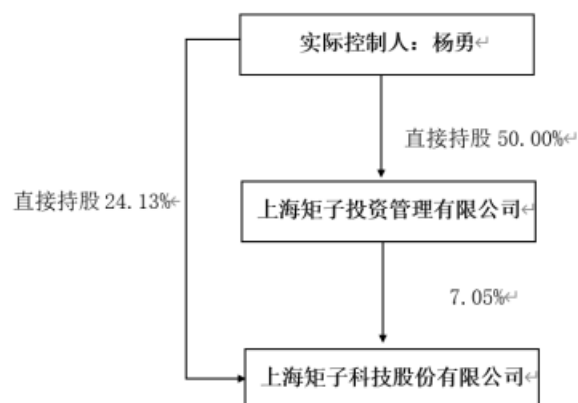 实际控制人：杨勇↵
直接持股 50.00%↵
直接持股 24.13%↵
上海矩子投资管理有限公司↵
7.05%↵
上海矩子科技股份有限公司↵